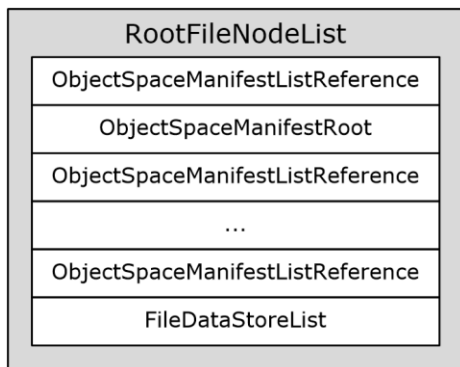 RootFileNodeList
ObjectSpaceManifestListReference
ObjectSpaceManifestRoot
ObjectSpaceManifestListReference
...
ObjectSpaceManifestListReference
FileDataStoreList